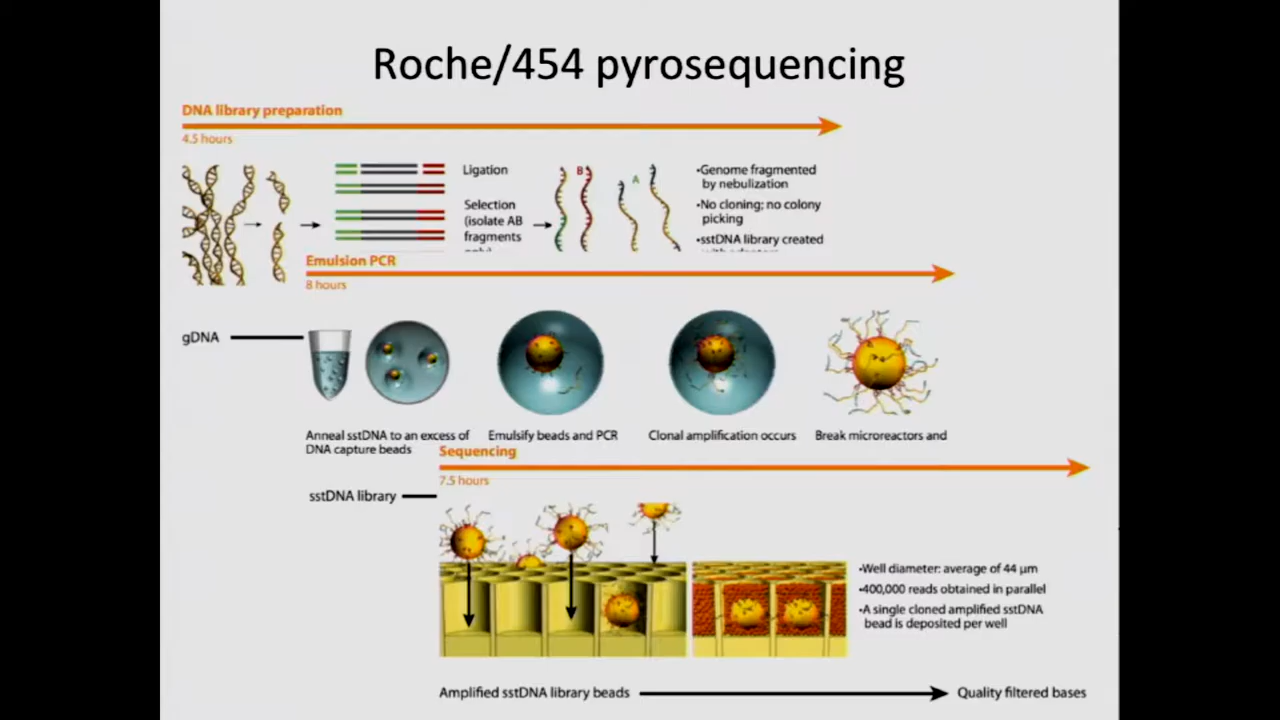 Roche/454 pyrosequencing
DNA library preparation
4.5 hours
Ligation
Selection
(isolate AB
fragments
B
A
•Genome fragmented
by nebulization
•No cloning; no colony
picking
•sstDNA library created
Emulsion PCR
8 hours
gDNA
Anneal sstDNA to an excess of
DNA capture beads
Emulsify beads and PCR
Clonal amplification occurs
Break microreactors and
Sequencing
7.5 hours
sstDNA library
•Well diameter: average of 44 μm
•400,000 reads obtained in parallel
•A single cloned amplified sstDNA
bead is deposited per well
Amplified sstDNA library beads
Quality filtered bases